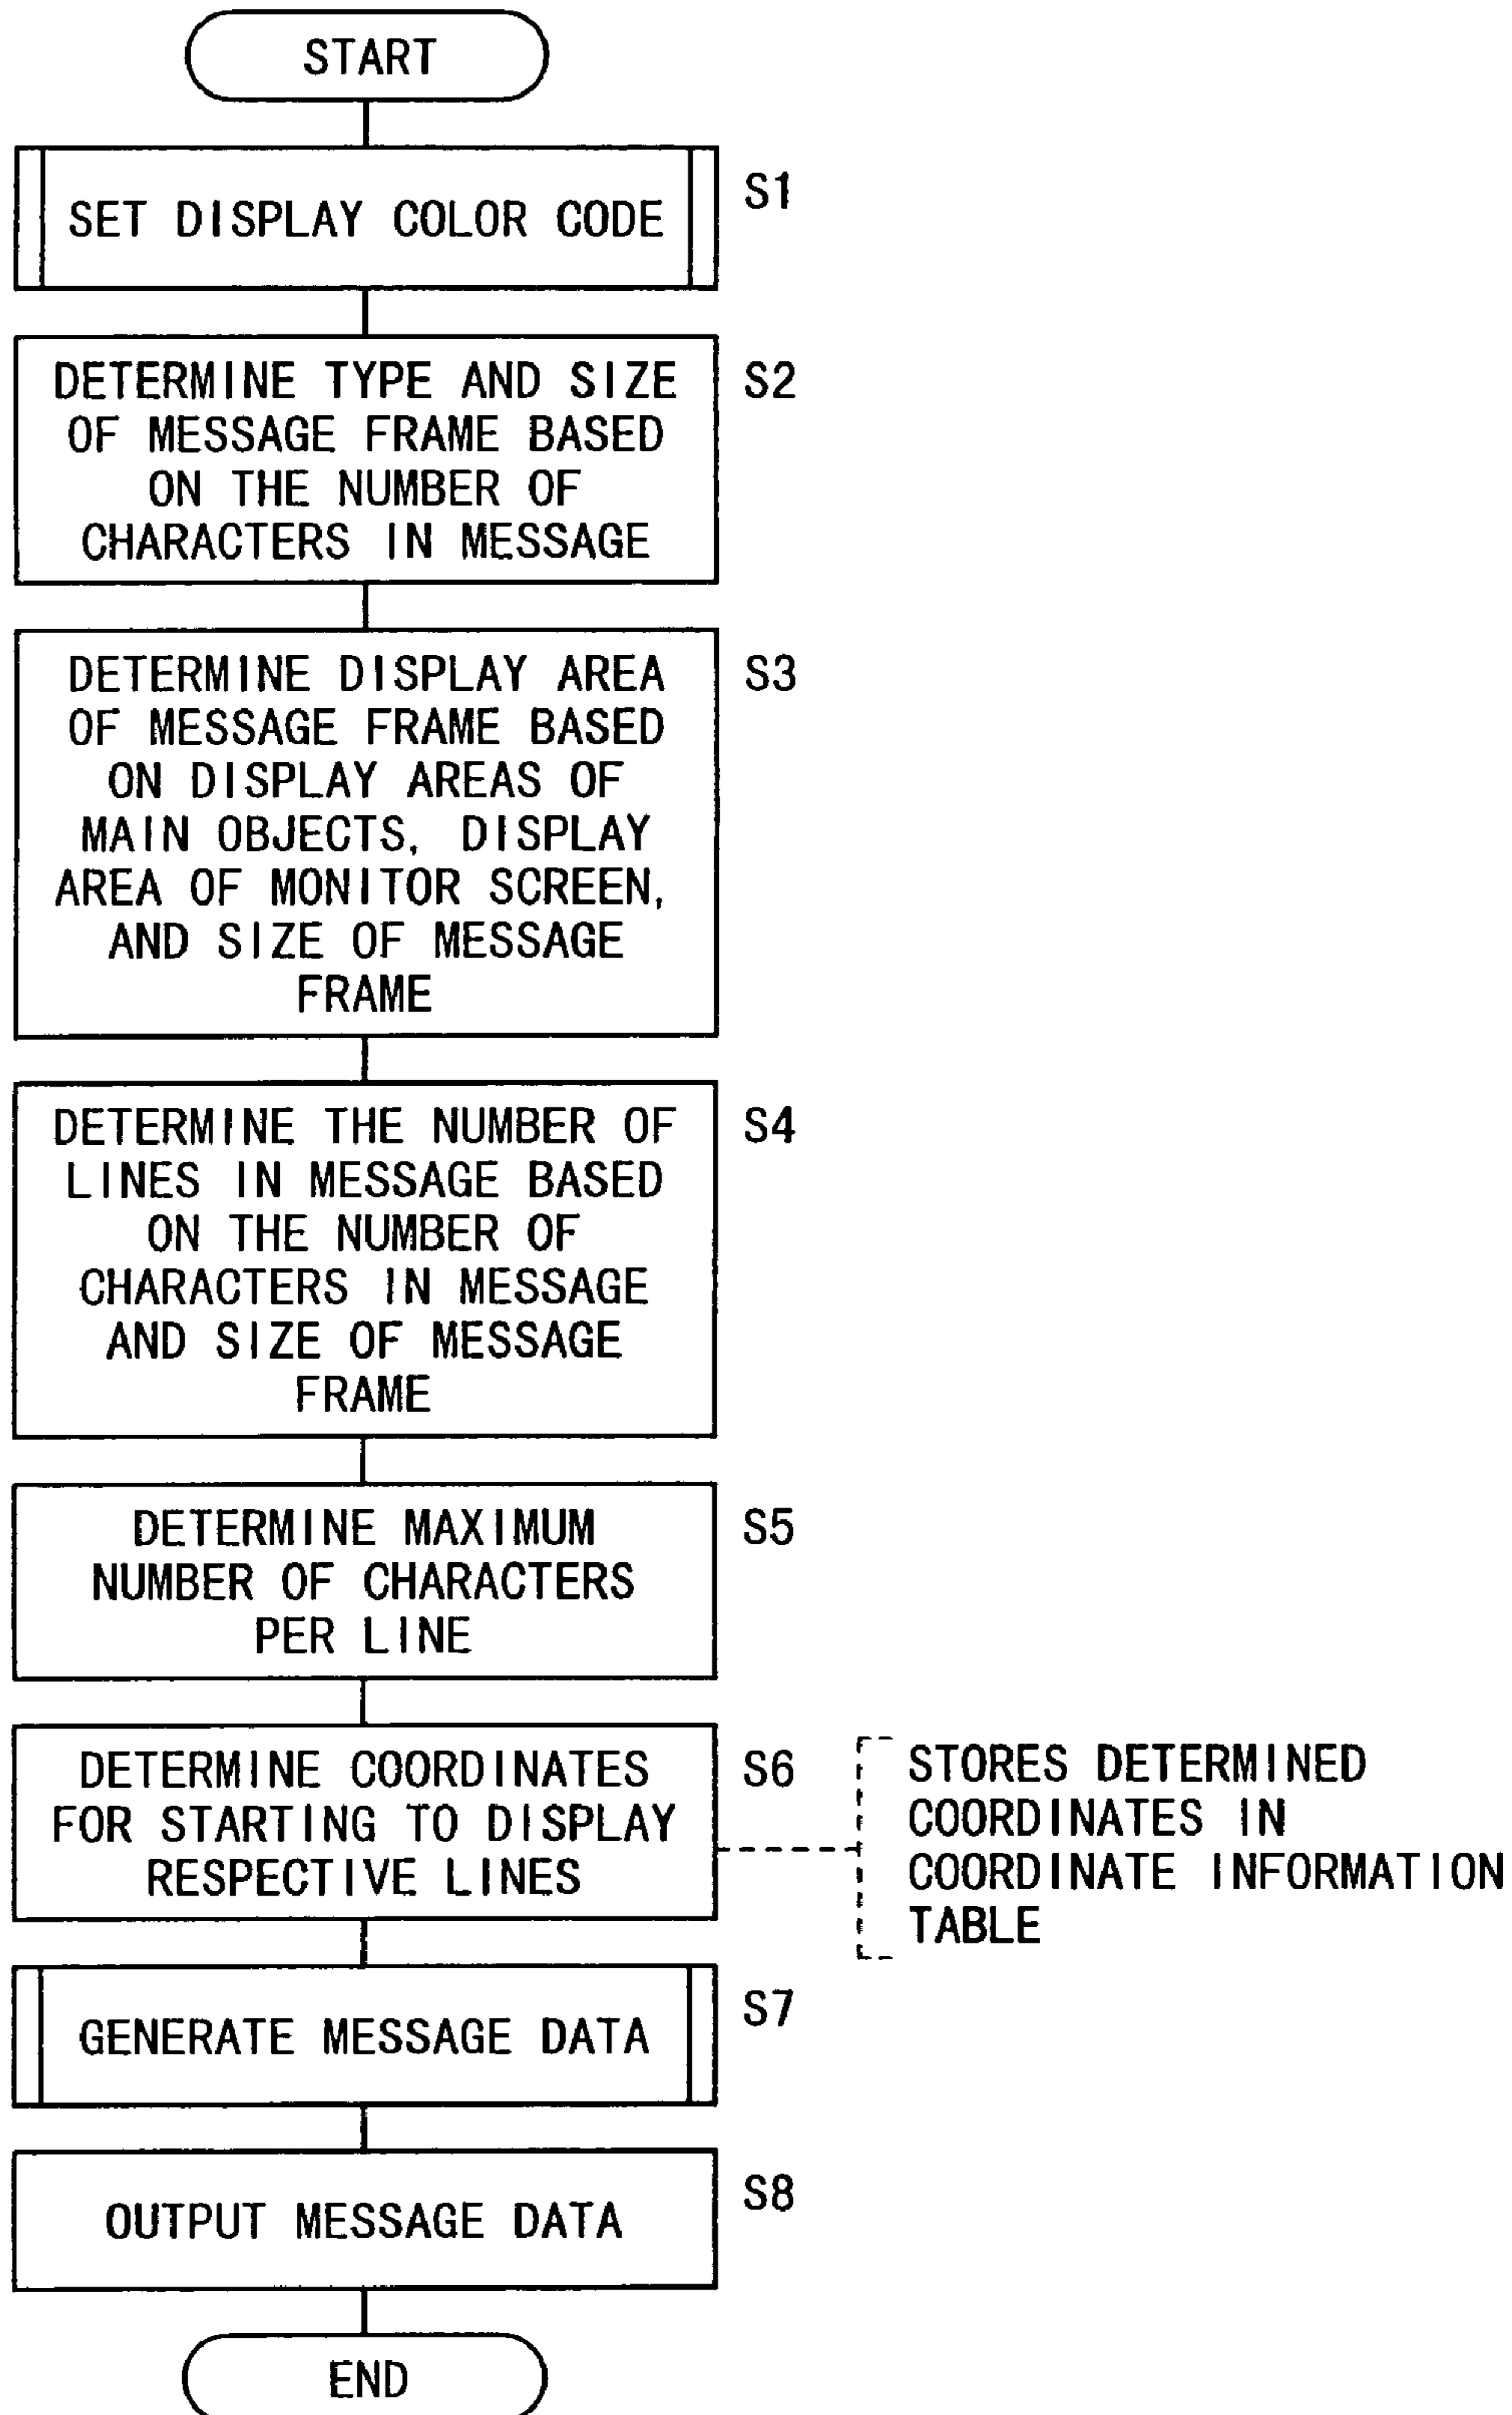 START
SET DISPLAY COLOR CODE
S1
DETERMINE TYPE AND SIZE
OF MESSAGE FRAME BASED
ON THE NUMBER OF
CHARACTERS IN MESSAGE
S2
DETERMINE DISPLAY AREA
OF MESSAGE FRAME BASED
ON DISPLAY AREAS OF
MAIN OBJECTS, DISPLAY
AREA OF MONITOR SCREEN,
AND SIZE OF MESSAGE
FRAME
S3
DETERMINE THE NUMBER OF
LINES IN MESSAGE BASED
ON THE NUMBER OF
CHARACTERS IN MESSAGE
AND SIZE OF MESSAGE
FRAME
S4
DETERMINE MAXIMUM
NUMBER OF CHARACTERS
PER LINE
S5
DETERMINE COORDINATES
FOR STARTING TO DISPLAY
RESPECTIVE LINES
S6
STORES DETERMINED
COORDINATES IN
COORDINATE INFORMATION
TABLE
GENERATE MESSAGE DATA
S7
OUTPUT MESSAGE DATA
S8
END